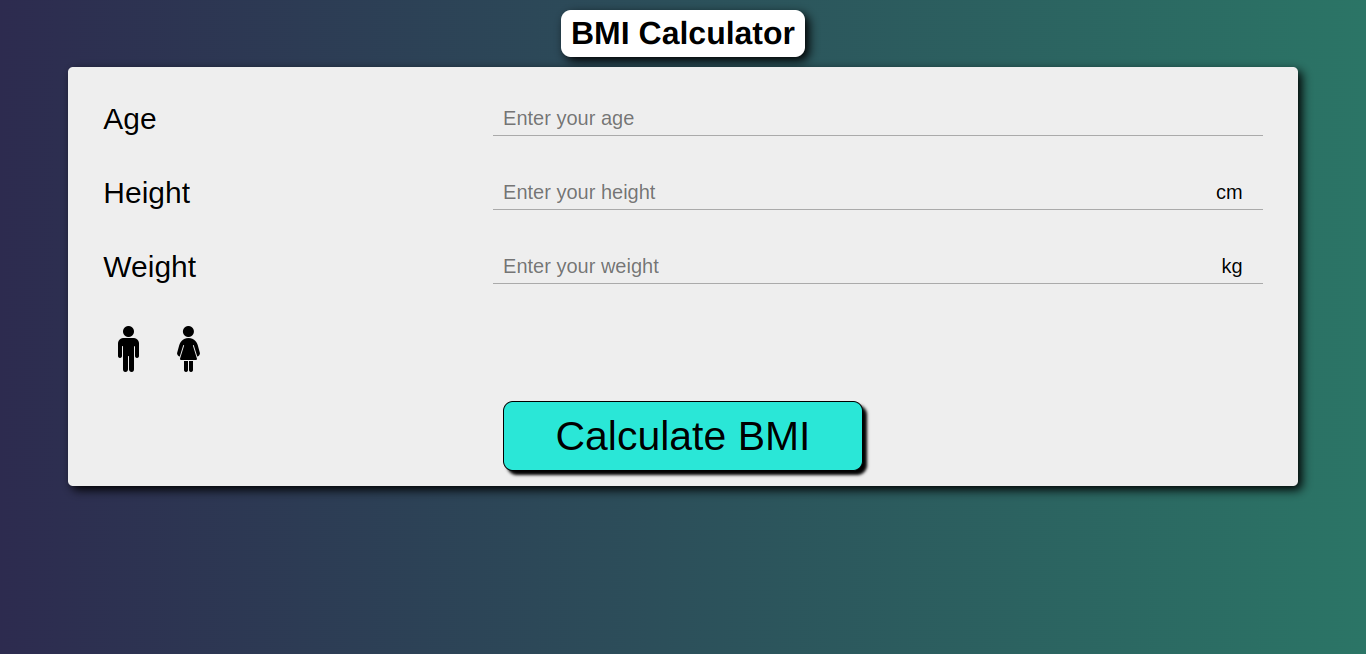 BMI Calculator
Age
Enter your age
Height
Enter your height
cm
Weight
Enter your weight
kg
Calculate BMI